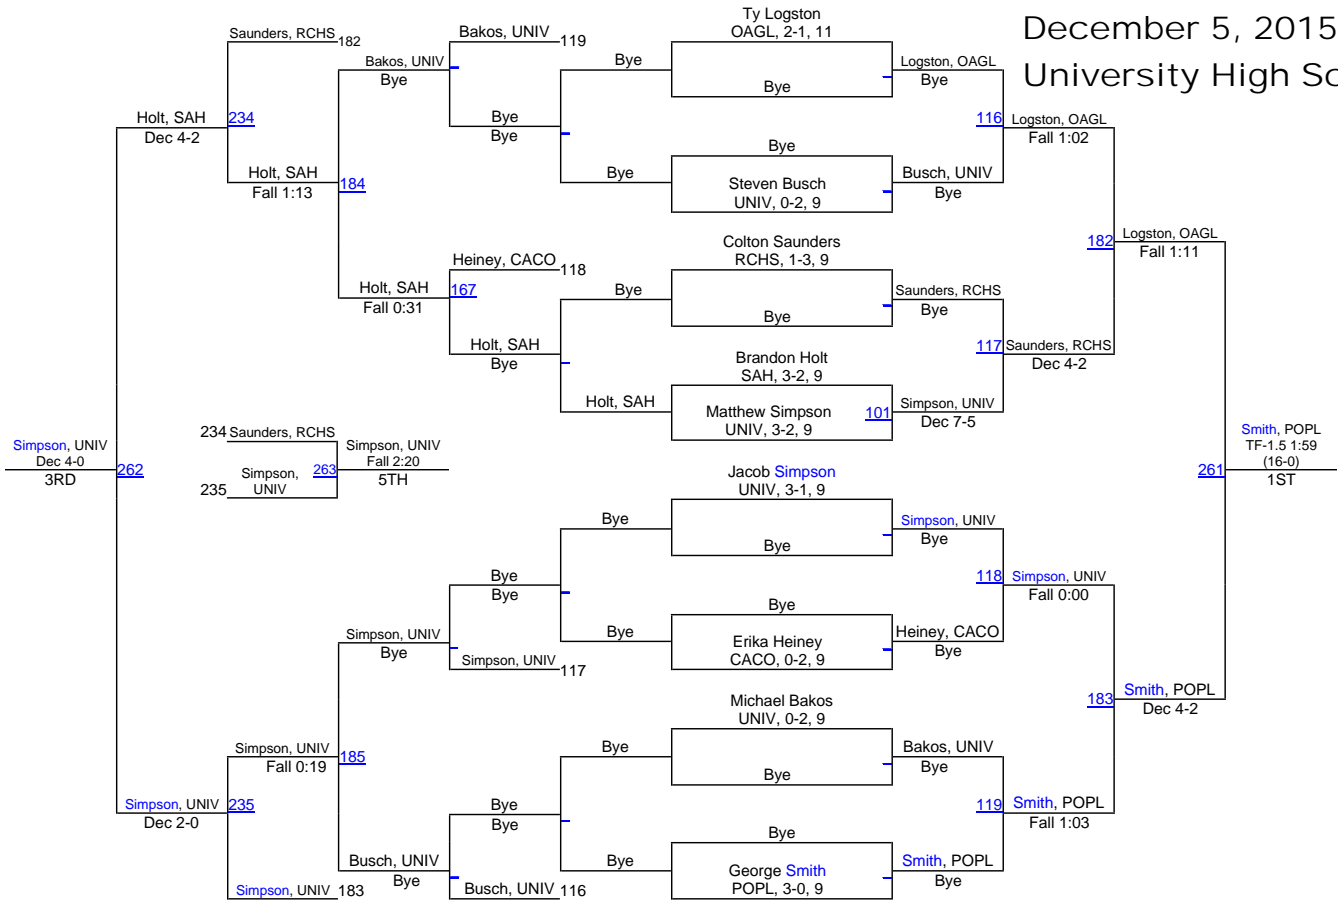 December 5, 2015
University High Sc
Ty Logston
OAGL, 2-1, 11
Bye
Steven Busch
UNIV, 0-2, 9
Bye
Colton Saunders
RCHS, 1-3, 9
Bye
Brandon Holt
SAH, 3-2, 9
Matthew Simpson
UNIV, 3-2, 9
101
Jacob Simpson
UNIV, 3-1, 9
Bye
Bye
Erika Heiney
CACO, 0-2, 9
Michael Bakos
UNIV, 0-2, 9
Bye
Bye
George Smith
POPL, 3-0, 9
Logston, OAGL
Bye
116
Busch, UNIV
Bye
Saunders, RCHS
Bye
117
Simpson, UNIV
Dec 7-5
Simpson, UNIV
Bye
118
Heiney, CACO
Bye
Bakos, UNIV
Bye
119
Smith, POPL
Bye
Logston, OAGL
Fall 1:02
182
Saunders, RCHS
Dec 4-2
Simpson, UNIV
Fall 0:00
183
Smith, POPL
Fall 1:03
Logston, OAGL
Fall 1:11
261
Smith, POPL
Dec 4-2
Smith, POPL
TF-1.5 1:59
(16-0)
1ST
Bye
Bye
Bye
Holt, SAH
Bye
Bye
Bye
Bye
Bakos, UNIV
119
Bye
Bye
Heiney, CACO
118
167
Holt, SAH
Bye
Bye
Bye
Simpson, UNIV
117
Bye
Bye
Busch, UNIV
116
Bakos, UNIV
Bye
184
Holt, SAH
Fall 0:31
Simpson, UNIV
Bye
185
Busch, UNIV
Bye
Saunders, RCHS
182
234
Holt, SAH
Fall 1:13
Simpson, UNIV
Fall 0:19
235
Simpson, UNIV
183
Holt, SAH
Dec 4-2
262
Simpson, UNIV
Dec 2-0
Simpson, UNIV
Dec 4-0
3RD
234
Saunders, RCHS
263
235
Simpson,
UNIV
Simpson, UNIV
Fall 2:20
5TH